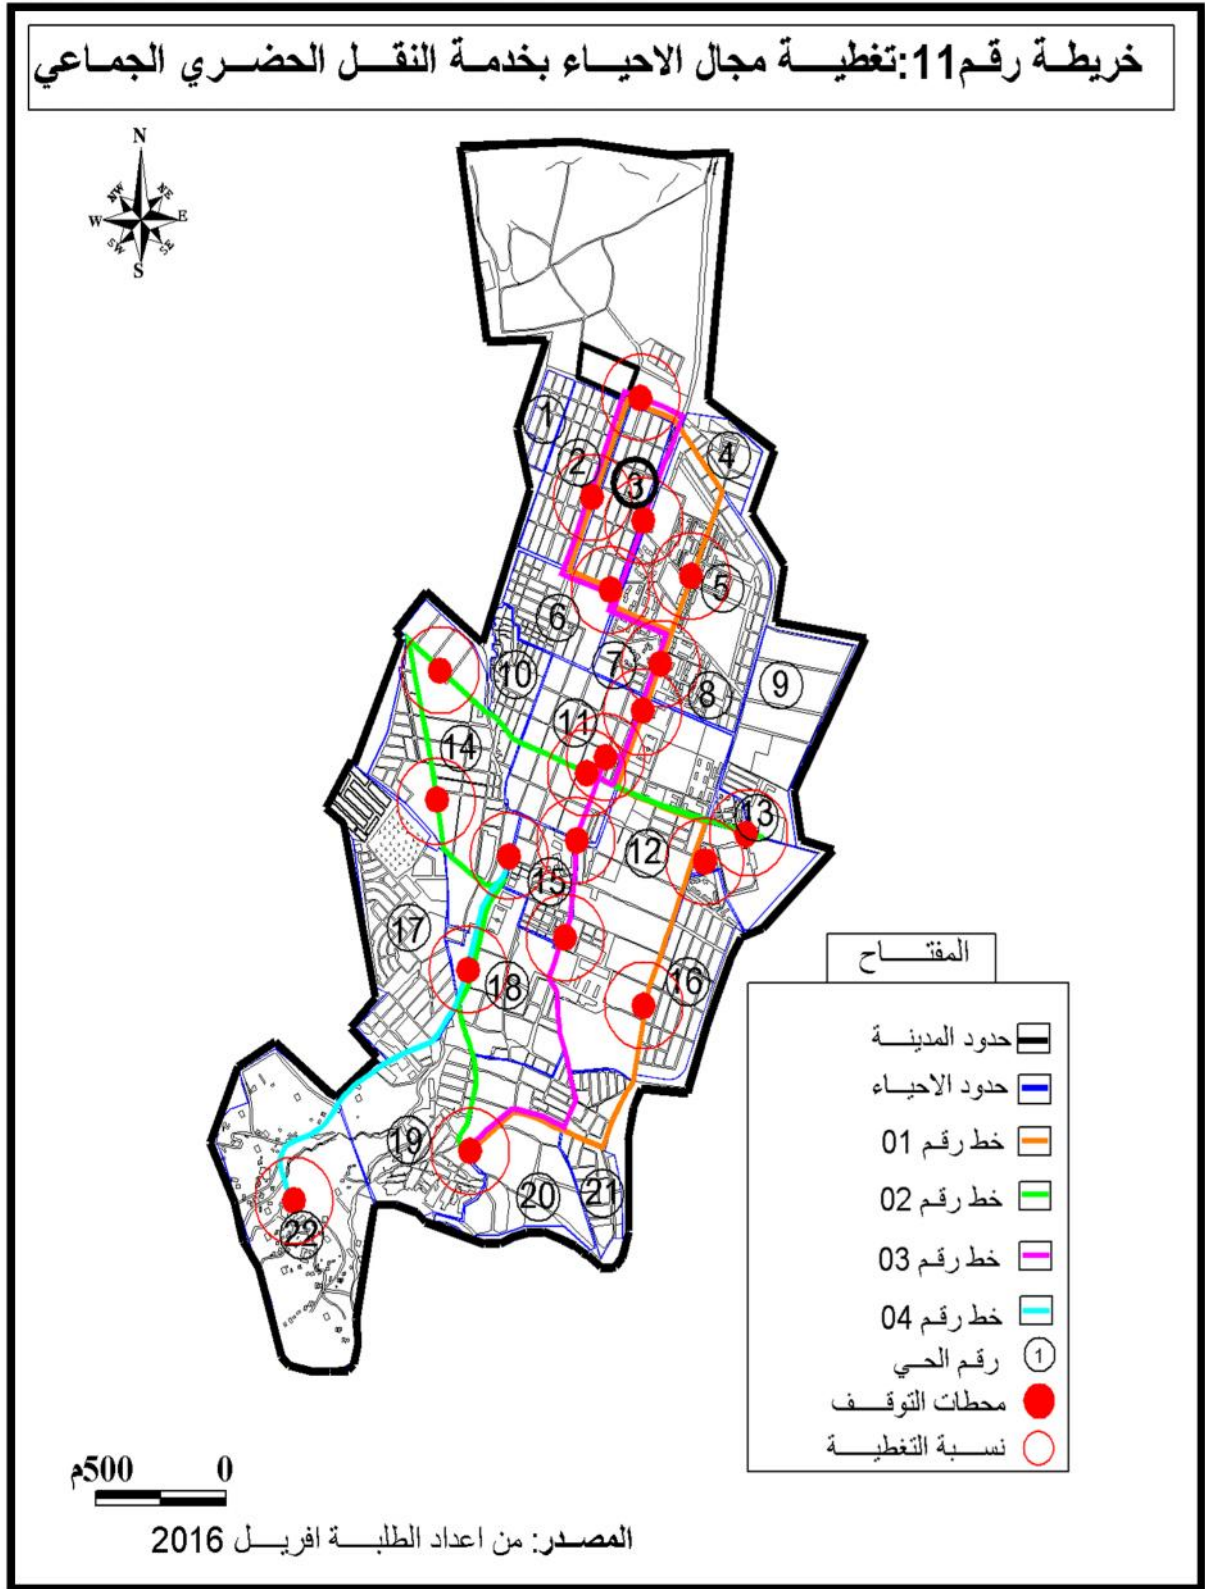 خريطة رقم11:تغطية مجال الاحياء بخدمة النقل الحضري الجماعي
N
NW
NE
W
E
SW
SE
S
1
2
3
4
5
6
7
8
9
10
11
12
13
14
15
16
17
18
19
20
21
22
المفتاح
حدود المدينة
حدود الاحياء
خط رقم 01
خط رقم 02
خط رقم 03
خط رقم 04
رقم الحي
1
محطات التوقف
نسبة التغطية
500م
0
المصدر: من اعداد الطلبة افريل 2016